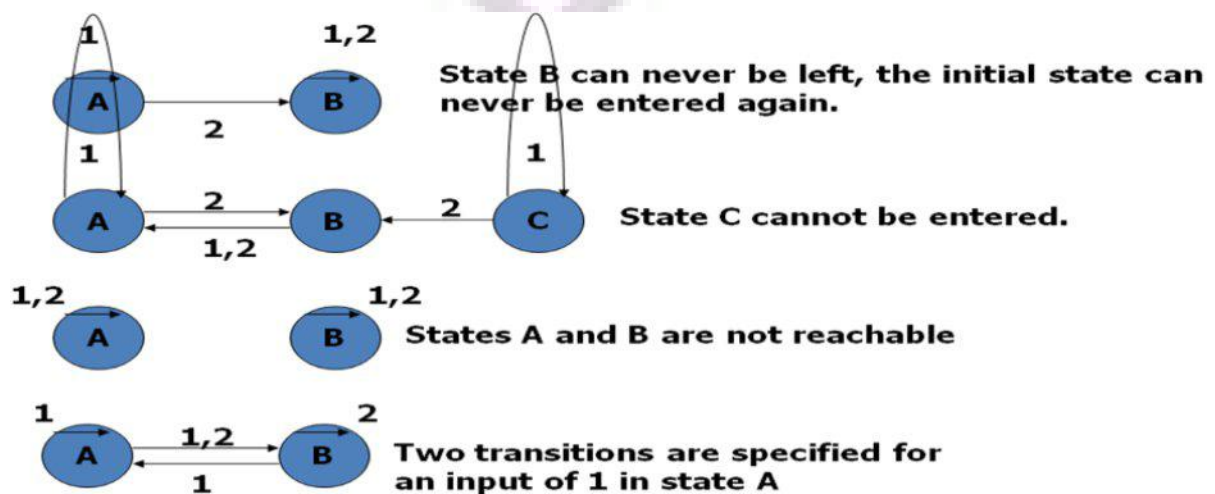 1
1,2
A
B
State B can never be left, the initial state can
never be entered again.
2
1
1
A
2
B
2
C
State C cannot be entered.
1,2
1,2
1,2
A
B
States A and B are not reachable
1
1,2
2
A
B
Two transitions are specified for
1
an input of 1 in state A